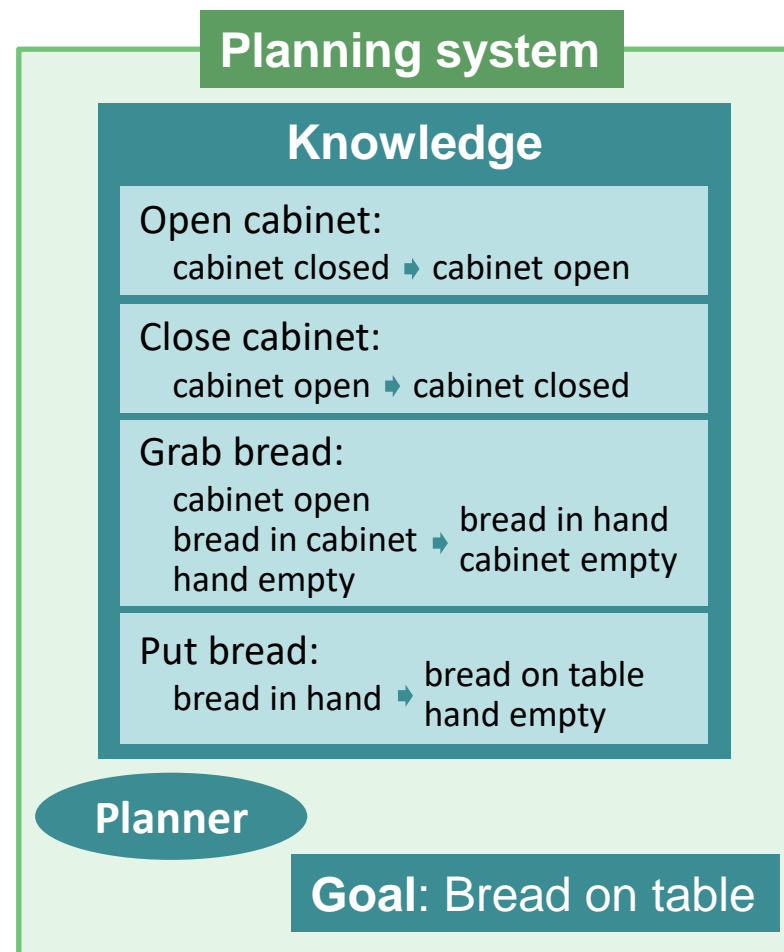 Planning system
Knowledge
Open cabinet:
cabinet closed ➧ cabinet open
Close cabinet:
cabinet open ➧ cabinet closed
Grab bread:
cabinet open
bread in cabinet ➧
hand empty
bread in hand
cabinet empty
Put bread:
bread in hand ➧
bread on table
hand empty
Planner
Goal: Bread on table